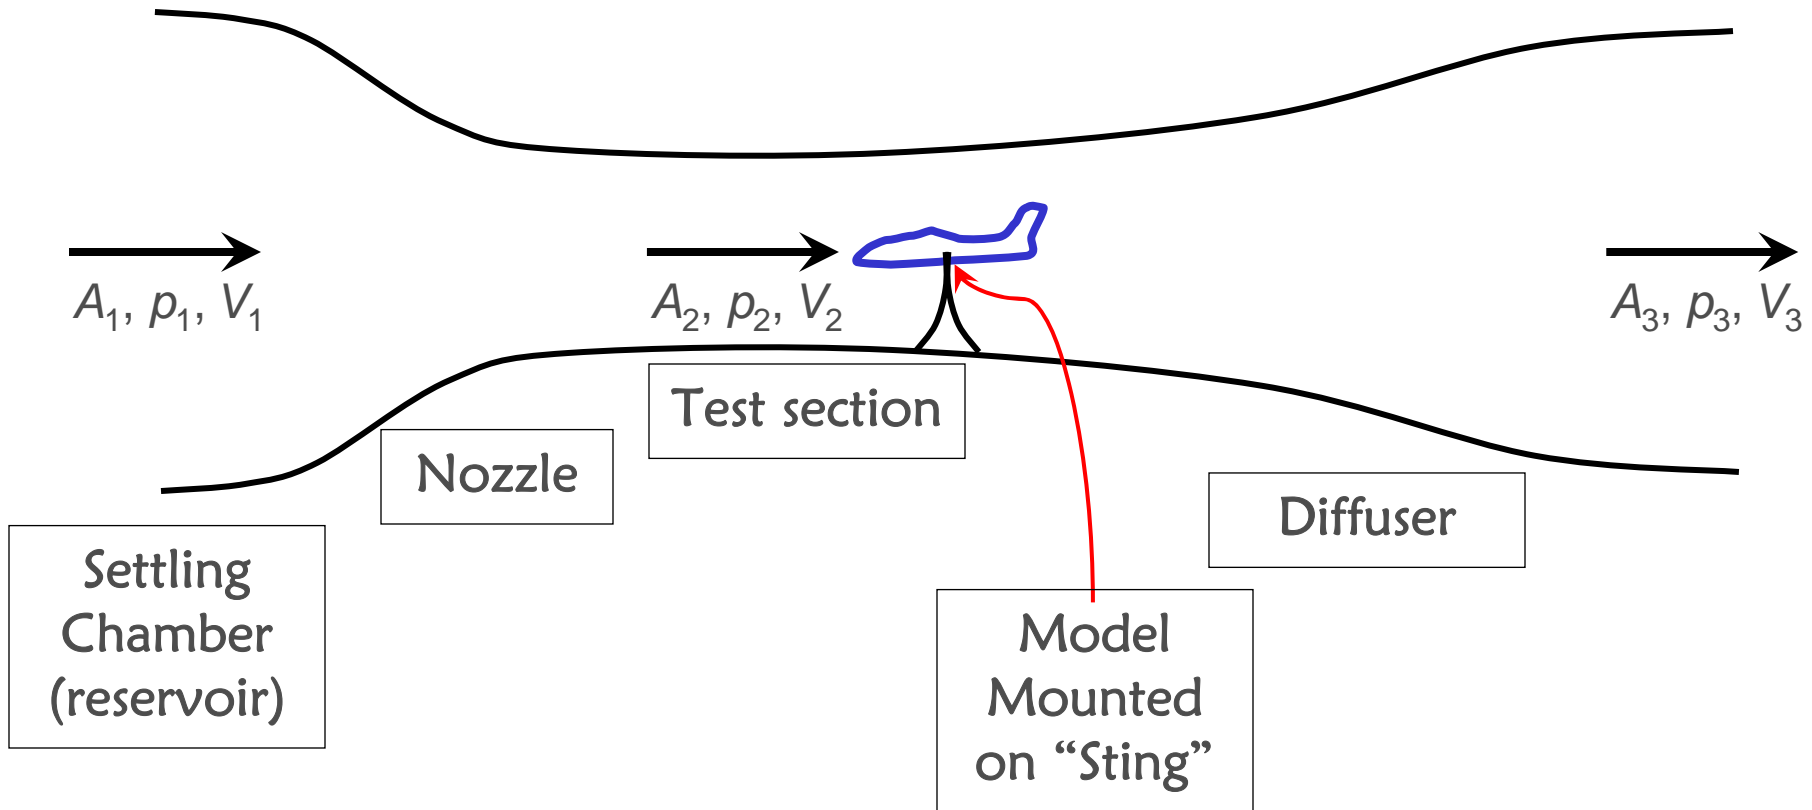 A₁, p₁, V₁
A₂, p₂, V₂
A₃, p₃, V₃
Test section
Nozzle
Diffuser
Settling
Chamber
(reservoir)
Model
Mounted
on “Sting”